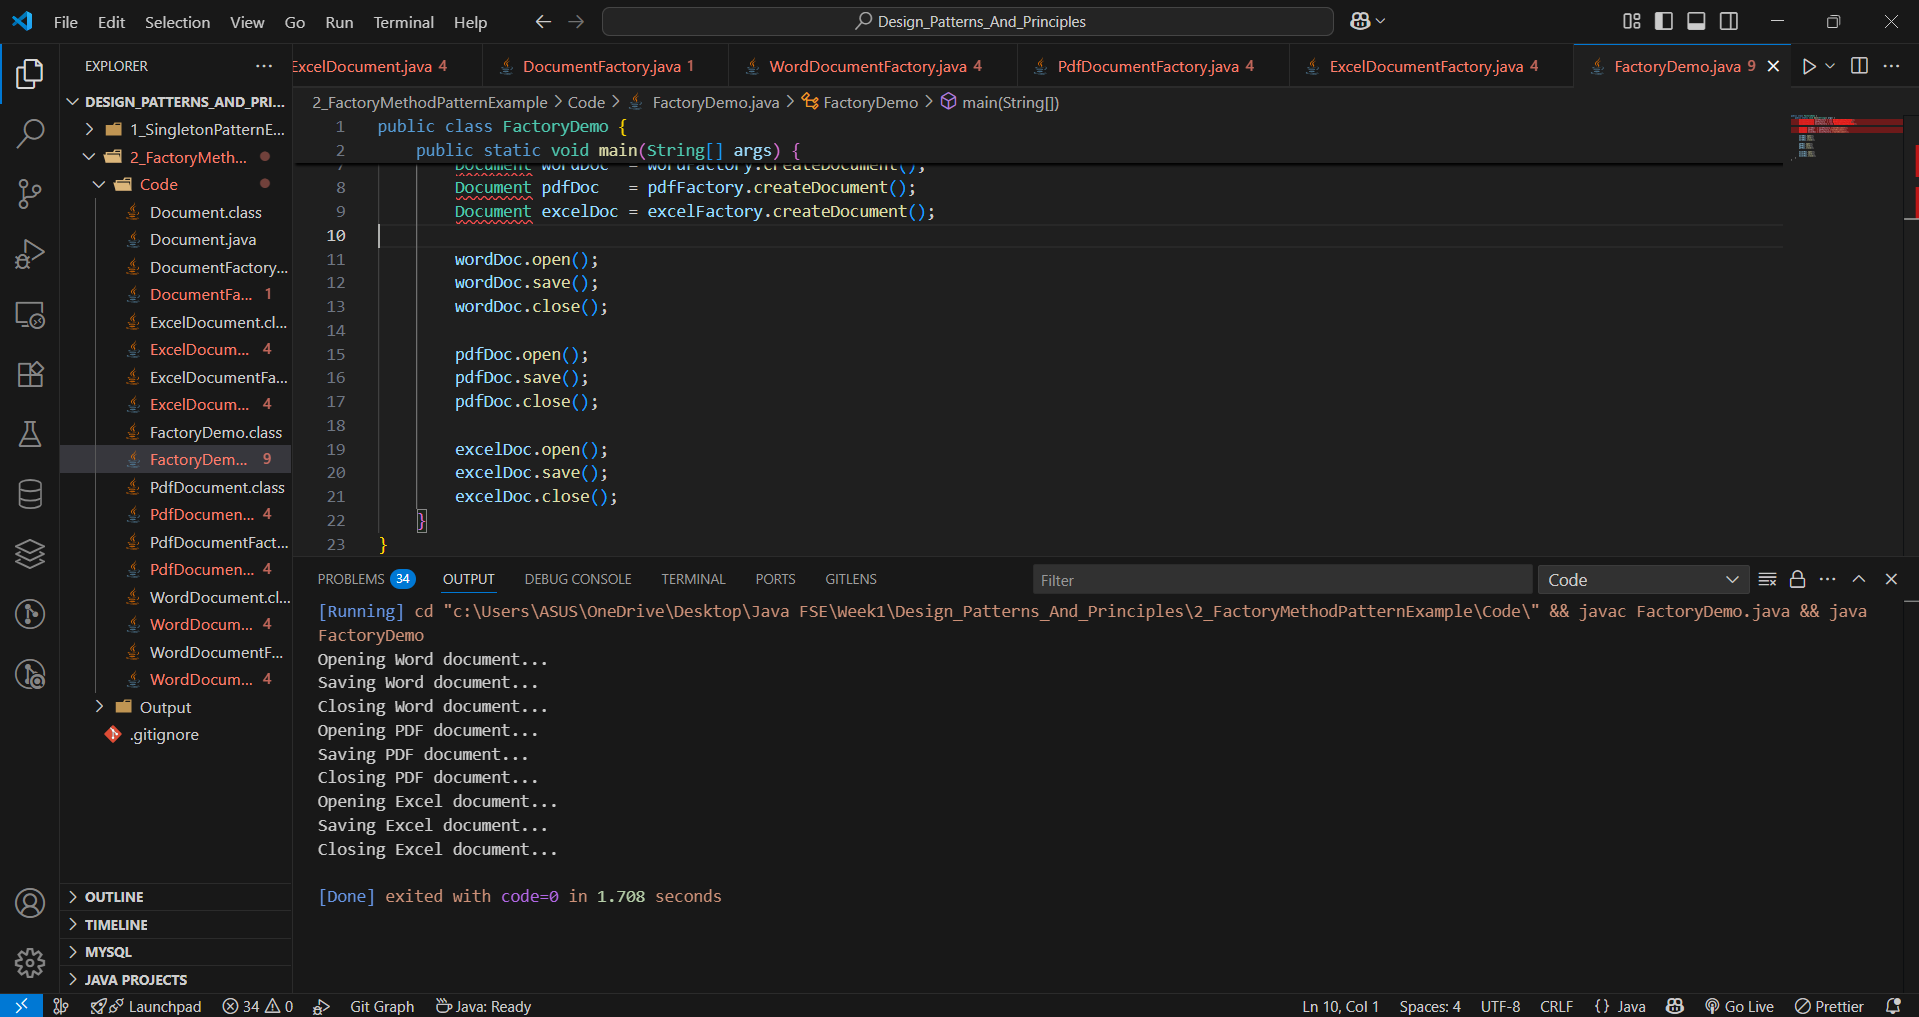 File Edit Selection View Go Run Terminal Help
Design_Patterns_And_Principles
EXPLORER
ExcelDocument.java 4
DocumentFactory.java 1
WordDocumentFactory.java 4
PdfDocumentFactory.java 4
ExcelDocumentFactory.java 4
FactoryDemo.java 9
DESIGN_PATTERNS_AND_PRI...
1_SingletonPatternE...
2_FactoryMeth...
Code
Document.class
Document.java
DocumentFactory...
DocumentFa... 1
ExcelDocument.cl...
ExcelDocum... 4
ExcelDocumentFa...
ExcelDocum... 4
FactoryDemo.class
FactoryDem... 9
PdfDocument.class
PdfDocumen... 4
PdfDocumentFact...
PdfDocumen... 4
WordDocument.cl...
WordDocum... 4
WordDocumentF...
WordDocum... 4
Output
.gitignore
OUTLINE
TIMELINE
MYSQL
JAVA PROJECTS
2_FactoryMethodPatternExample > Code > FactoryDemo.java > FactoryDemo > main(String[])
1 public class FactoryDemo {
2 public static void main(String[] args) {
7 Document wordDoc = wordFactory.createDocument();
8 Document pdfDoc = pdfFactory.createDocument();
9 Document excelDoc = excelFactory.createDocument();
10
11 wordDoc.open();
12 wordDoc.save();
13 wordDoc.close();
14
15 pdfDoc.open();
16 pdfDoc.save();
17 pdfDoc.close();
18
19 excelDoc.open();
20 excelDoc.save();
21 excelDoc.close();
22 }
23 }
PROBLEMS 34 OUTPUT DEBUG CONSOLE TERMINAL PORTS GITLENS
Filter
Code
[Running] cd "c:\Users\ASUS\OneDrive\Desktop\Java FSE\Week1\Design_Patterns_And_Principles\2_FactoryMethodPatternExample\Code\" && javac FactoryDemo.java && java
FactoryDemo
Opening Word document...
Saving Word document...
Closing Word document...
Opening PDF document...
Saving PDF document...
Closing PDF document...
Opening Excel document...
Saving Excel document...
Closing Excel document...
[Done] exited with code=0 in 1.708 seconds
Launchpad 34 0 Git Graph Java: Ready
Ln 10, Col 1 Spaces: 4 UTF-8 CRLF {} Java Go Live Prettier